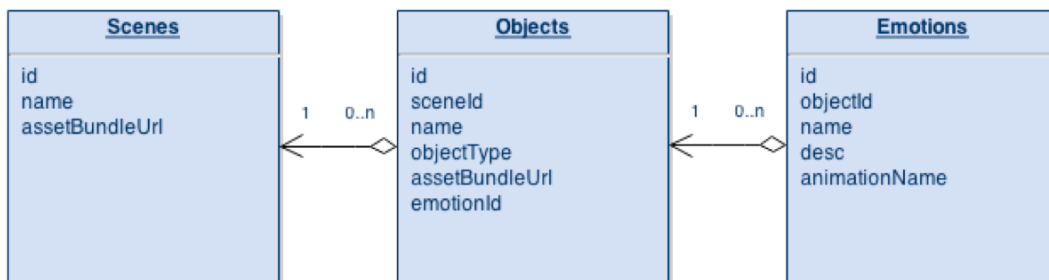 Scenes
id
name
assetBundleUrl
1 0..n
Objects
id
sceneId
name
objectType
assetBundleUrl
emotionId
1 0..n
Emotions
id
objectId
name
desc
animationName